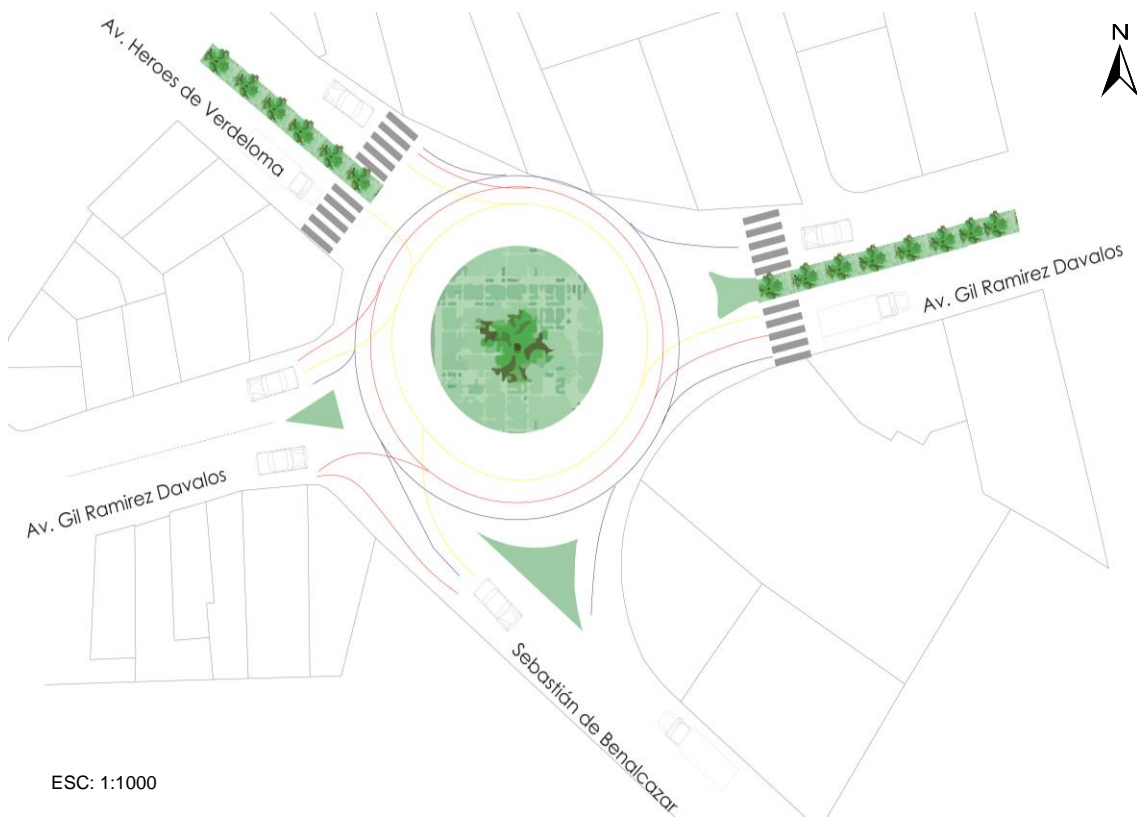 Av. Heroes de Verdeloma
N
Av. Gil Ramirez Davalos
Av. Gil Ramirez Davalos
Sebastián de Benalcazar
ESC: 1:1000